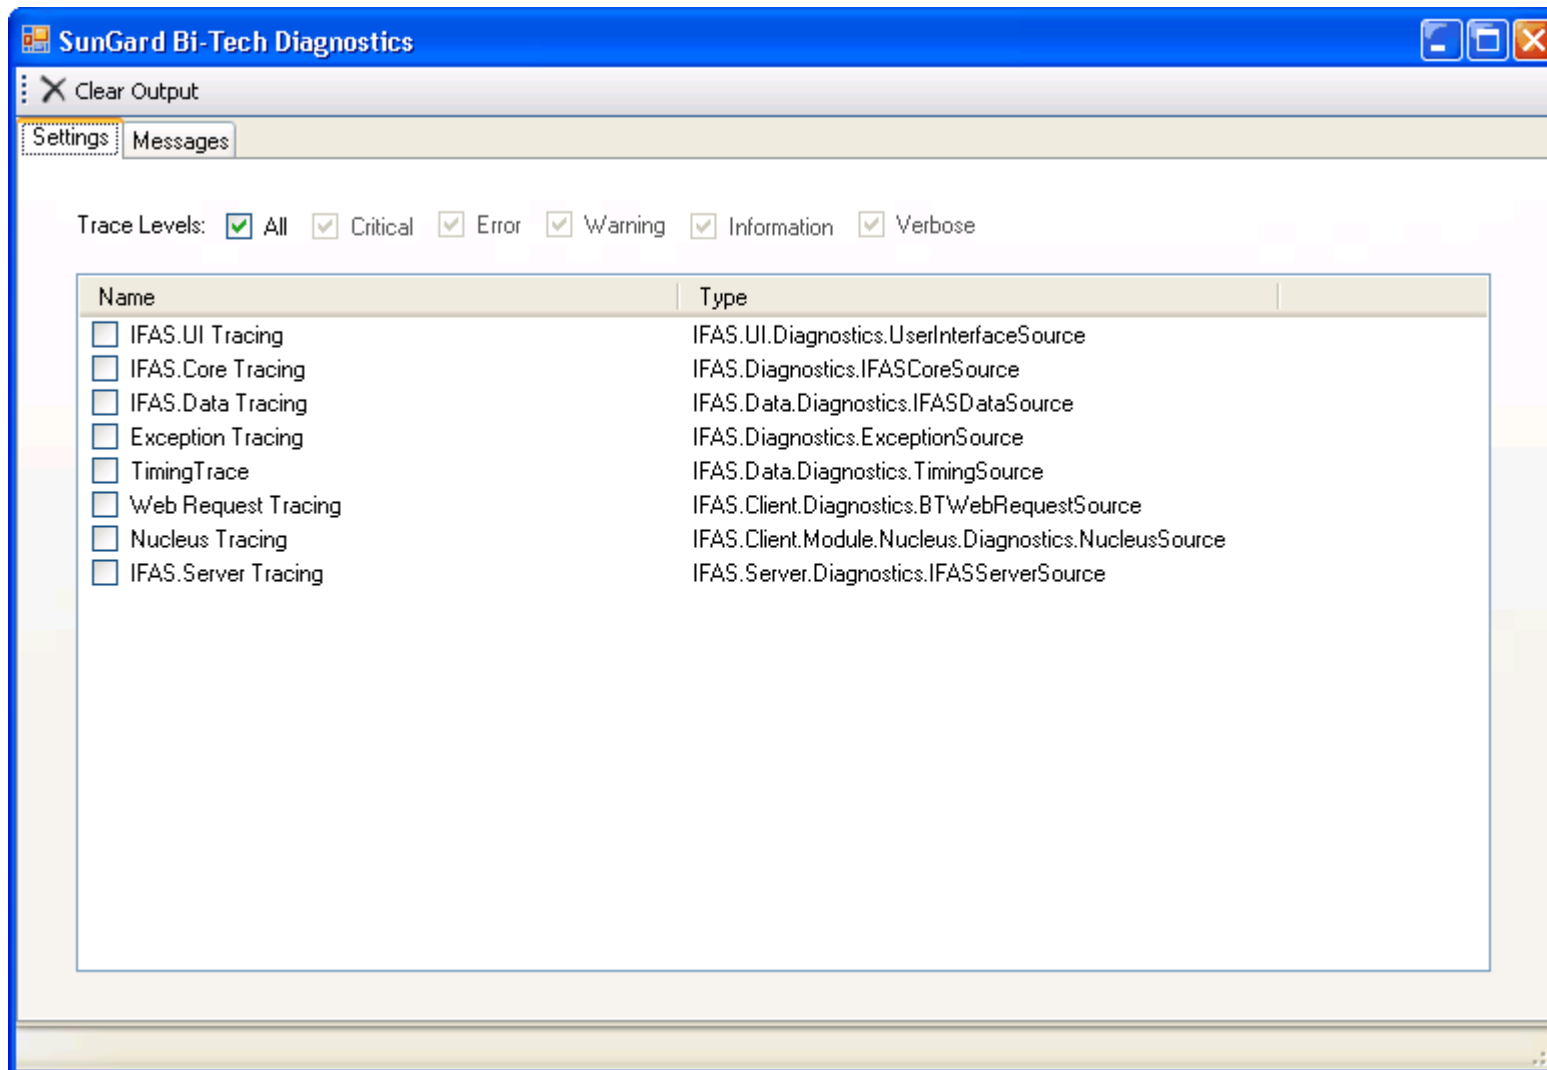 SunGard Bi-Tech Diagnostics
Clear Output
Settings Messages
Trace Levels: All Critical Error Warning Information Verbose
Name Type
IFAS.UI Tracing IFAS.UI.Diagnostics.UserInterfaceSource
IFAS.Core Tracing IFAS.Diagnostics.IFASCoreSource
IFAS.Data Tracing IFAS.Data.Diagnostics.IFASDataSource
Exception Tracing IFAS.Diagnostics.ExceptionSource
TimingTrace IFAS.Data.Diagnostics.TimingSource
Web Request Tracing IFAS.Client.Diagnostics.BTWebRequestSource
Nucleus Tracing IFAS.Client.Module.Nucleus.Diagnostics.NucleusSource
IFAS.Server Tracing IFAS.Server.Diagnostics.IFASServerSource